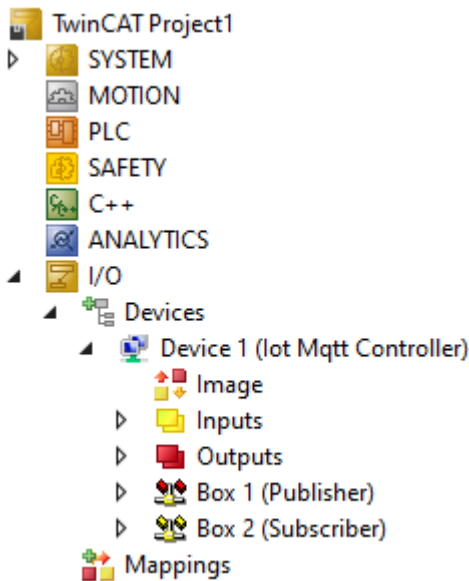 TwinCAT Project1
SYSTEM
MOTION
PLC
SAFETY
C++
ANALYTICS
I/O
Devices
Device 1 (Iot Mqtt Controller)
Image
Inputs
Outputs
Box 1 (Publisher)
Box 2 (Subscriber)
Mappings